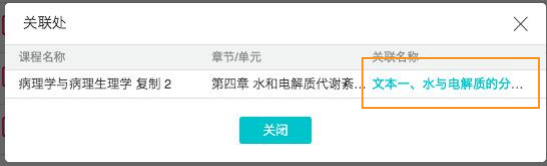 关联处
课程名称 章节/单元 关联名称
病理学与病理生理学 复制 2 第四章 水和电解质代谢紊... 文本一、水与电解质的分...
关闭